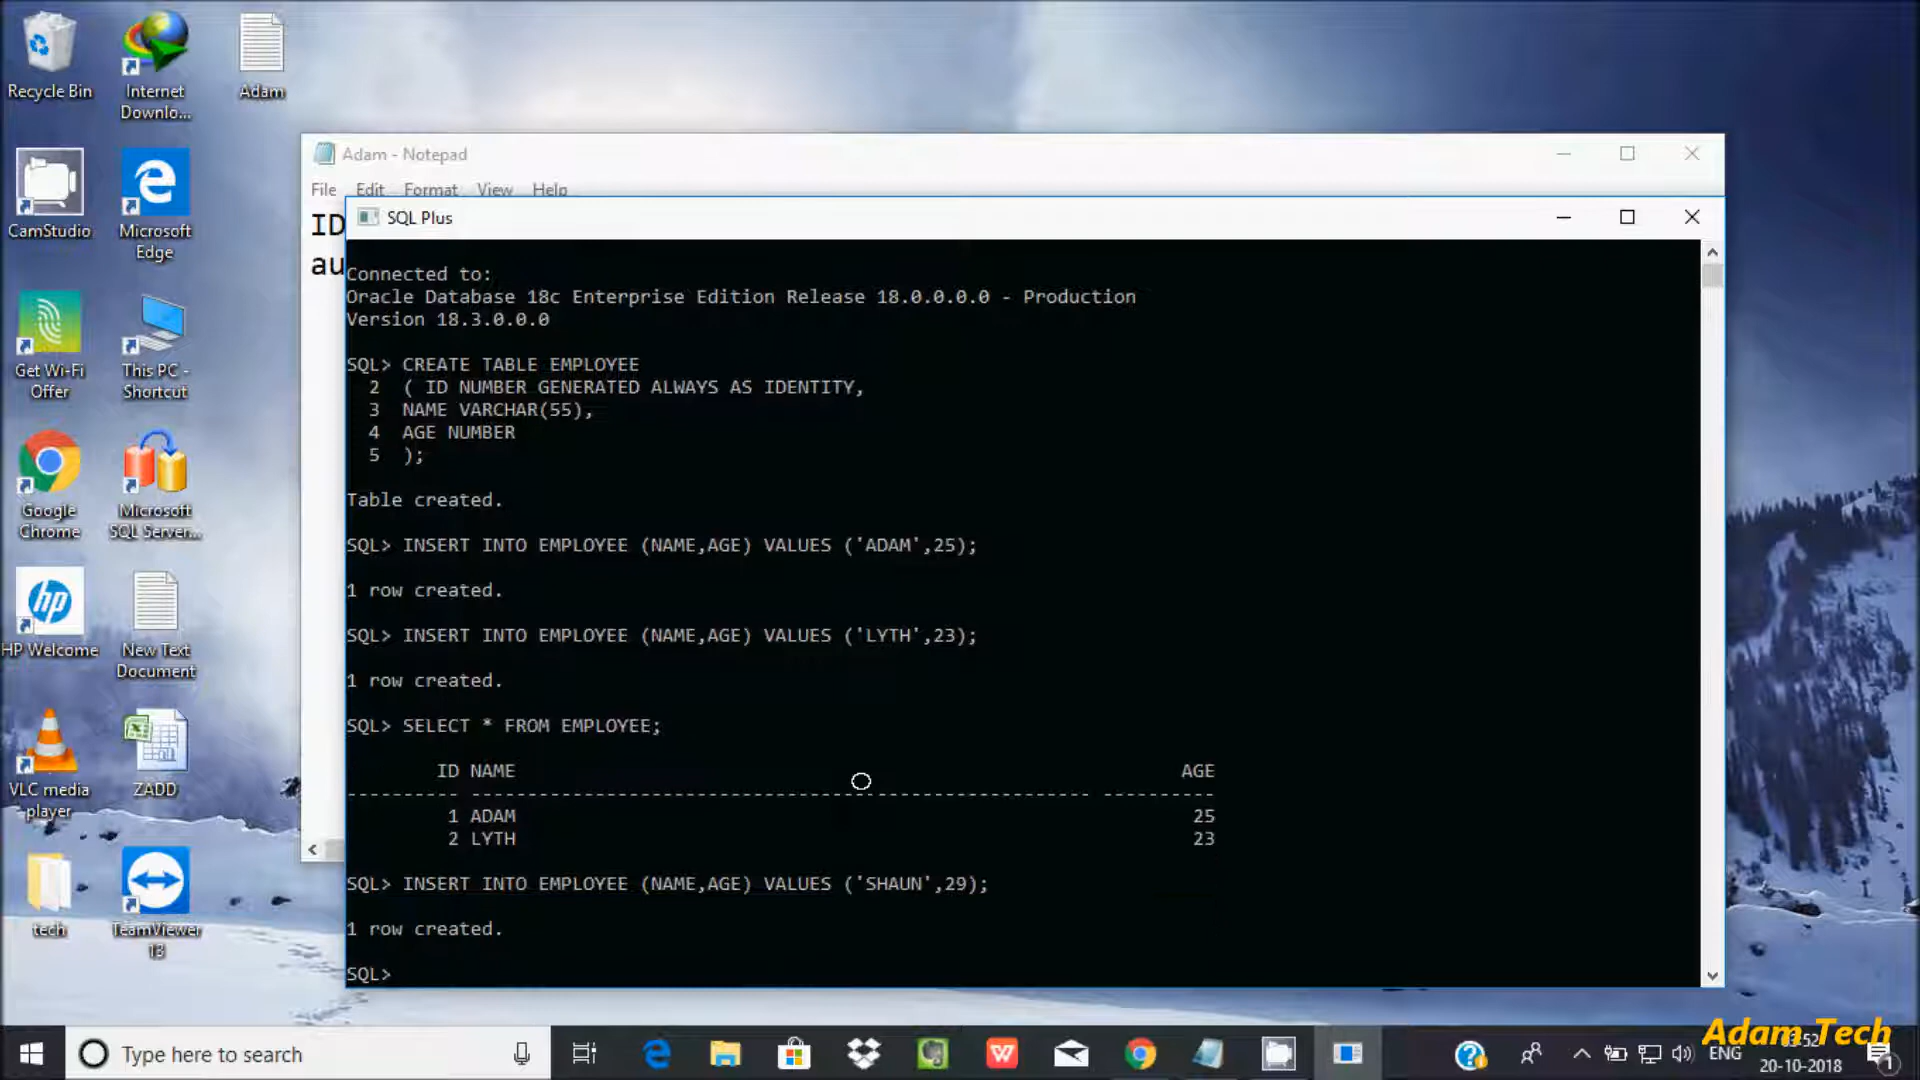 Recycle Bin
Internet
Downlo...
Adam
CamStudio
Microsoft
Edge
Get Wi-Fi
Offer
This PC -
Shortcut
Google
Chrome
Microsoft
SQL Server...
HP Welcome
New Text
Document
VLC media
player
ZADD
tech
TeamViewer
13
Adam - Notepad
File Edit Format View Help
ID
au
SQL Plus
Connected to:
Oracle Database 18c Enterprise Edition Release 18.0.0.0.0 - Production
Version 18.3.0.0.0
SQL> CREATE TABLE EMPLOYEE
2 ( ID NUMBER GENERATED ALWAYS AS IDENTITY,
3 NAME VARCHAR(55),
4 AGE NUMBER
5 );
Table created.
SQL> INSERT INTO EMPLOYEE (NAME,AGE) VALUES ('ADAM',25);
1 row created.
SQL> INSERT INTO EMPLOYEE (NAME,AGE) VALUES ('LYTH',23);
1 row created.
SQL> SELECT * FROM EMPLOYEE;
ID NAME AGE
---------- ------------------------------------------------------- ----------
1 ADAM 25
2 LYTH 23
SQL> INSERT INTO EMPLOYEE (NAME,AGE) VALUES ('SHAUN',29);
1 row created.
SQL>
Type here to search
ENG
20-10-2018
1
Adam Tech